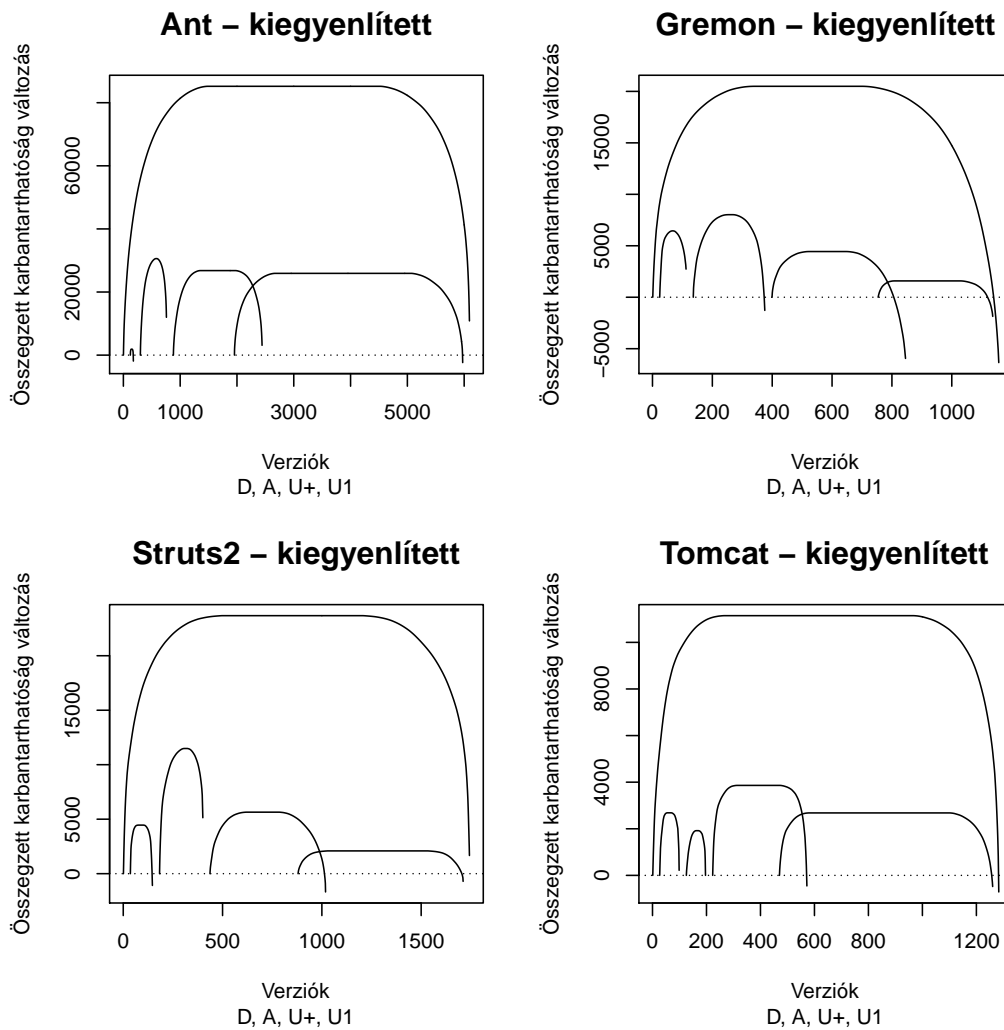 Ant – kiegyenlített
Összegzett karbantarthatóság változás
0
20000
60000
0
1000
3000
5000
Verziók
D, A, U+, U1
Gremon – kiegyenlített
Összegzett karbantarthatóság változás
−5000
5000
15000
0
200
400
600
800
1000
Verziók
D, A, U+, U1
Struts2 – kiegyenlített
Összegzett karbantarthatóság változás
0
5000
15000
0
500
1000
1500
Verziók
D, A, U+, U1
Tomcat – kiegyenlített
Összegzett karbantarthatóság változás
0
4000
8000
0
200
400
600
800
1200
Verziók
D, A, U+, U1